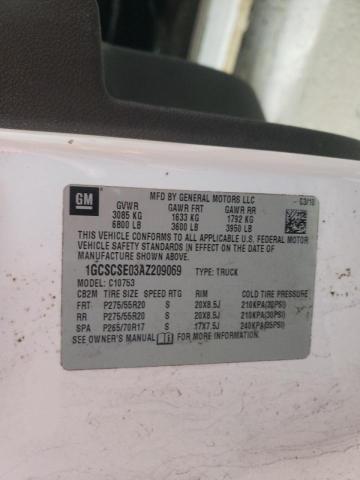 GM
MFD BY GENERAL MOTORS LLC
03/10
GVWR GAWR FRT GAWR RR
3085 KG 1633 KG 1792 KG
6800 LB 3600 LB 3950 LB
THIS VEHICLE CONFORMS TO ALL APPLICABLE U.S. FEDERAL
MOTOR VEHICLE SAFETY AND THEFT PREVENTION
STANDARDS IN EFFECT ON THE DATE OF
MANUFACTURE SHOWN ABOVE.
1GCSCSE03AZ209069 TYPE: TRUCK
MODEL: C10753
CB2M TIRE SIZE SPEED RTG RIM COLD TIRE PRESSURE
FRT P275/55R20 S 20X8.5J 210KPA(30PSI)
RR P275/55R20 S 20X8.5J 210KPA(30PSI)
SPA P265/70R17 S 17X7.5J 240KPA(35PSI)
SEE OWNER'S MANUAL FOR MORE INFORMATION.